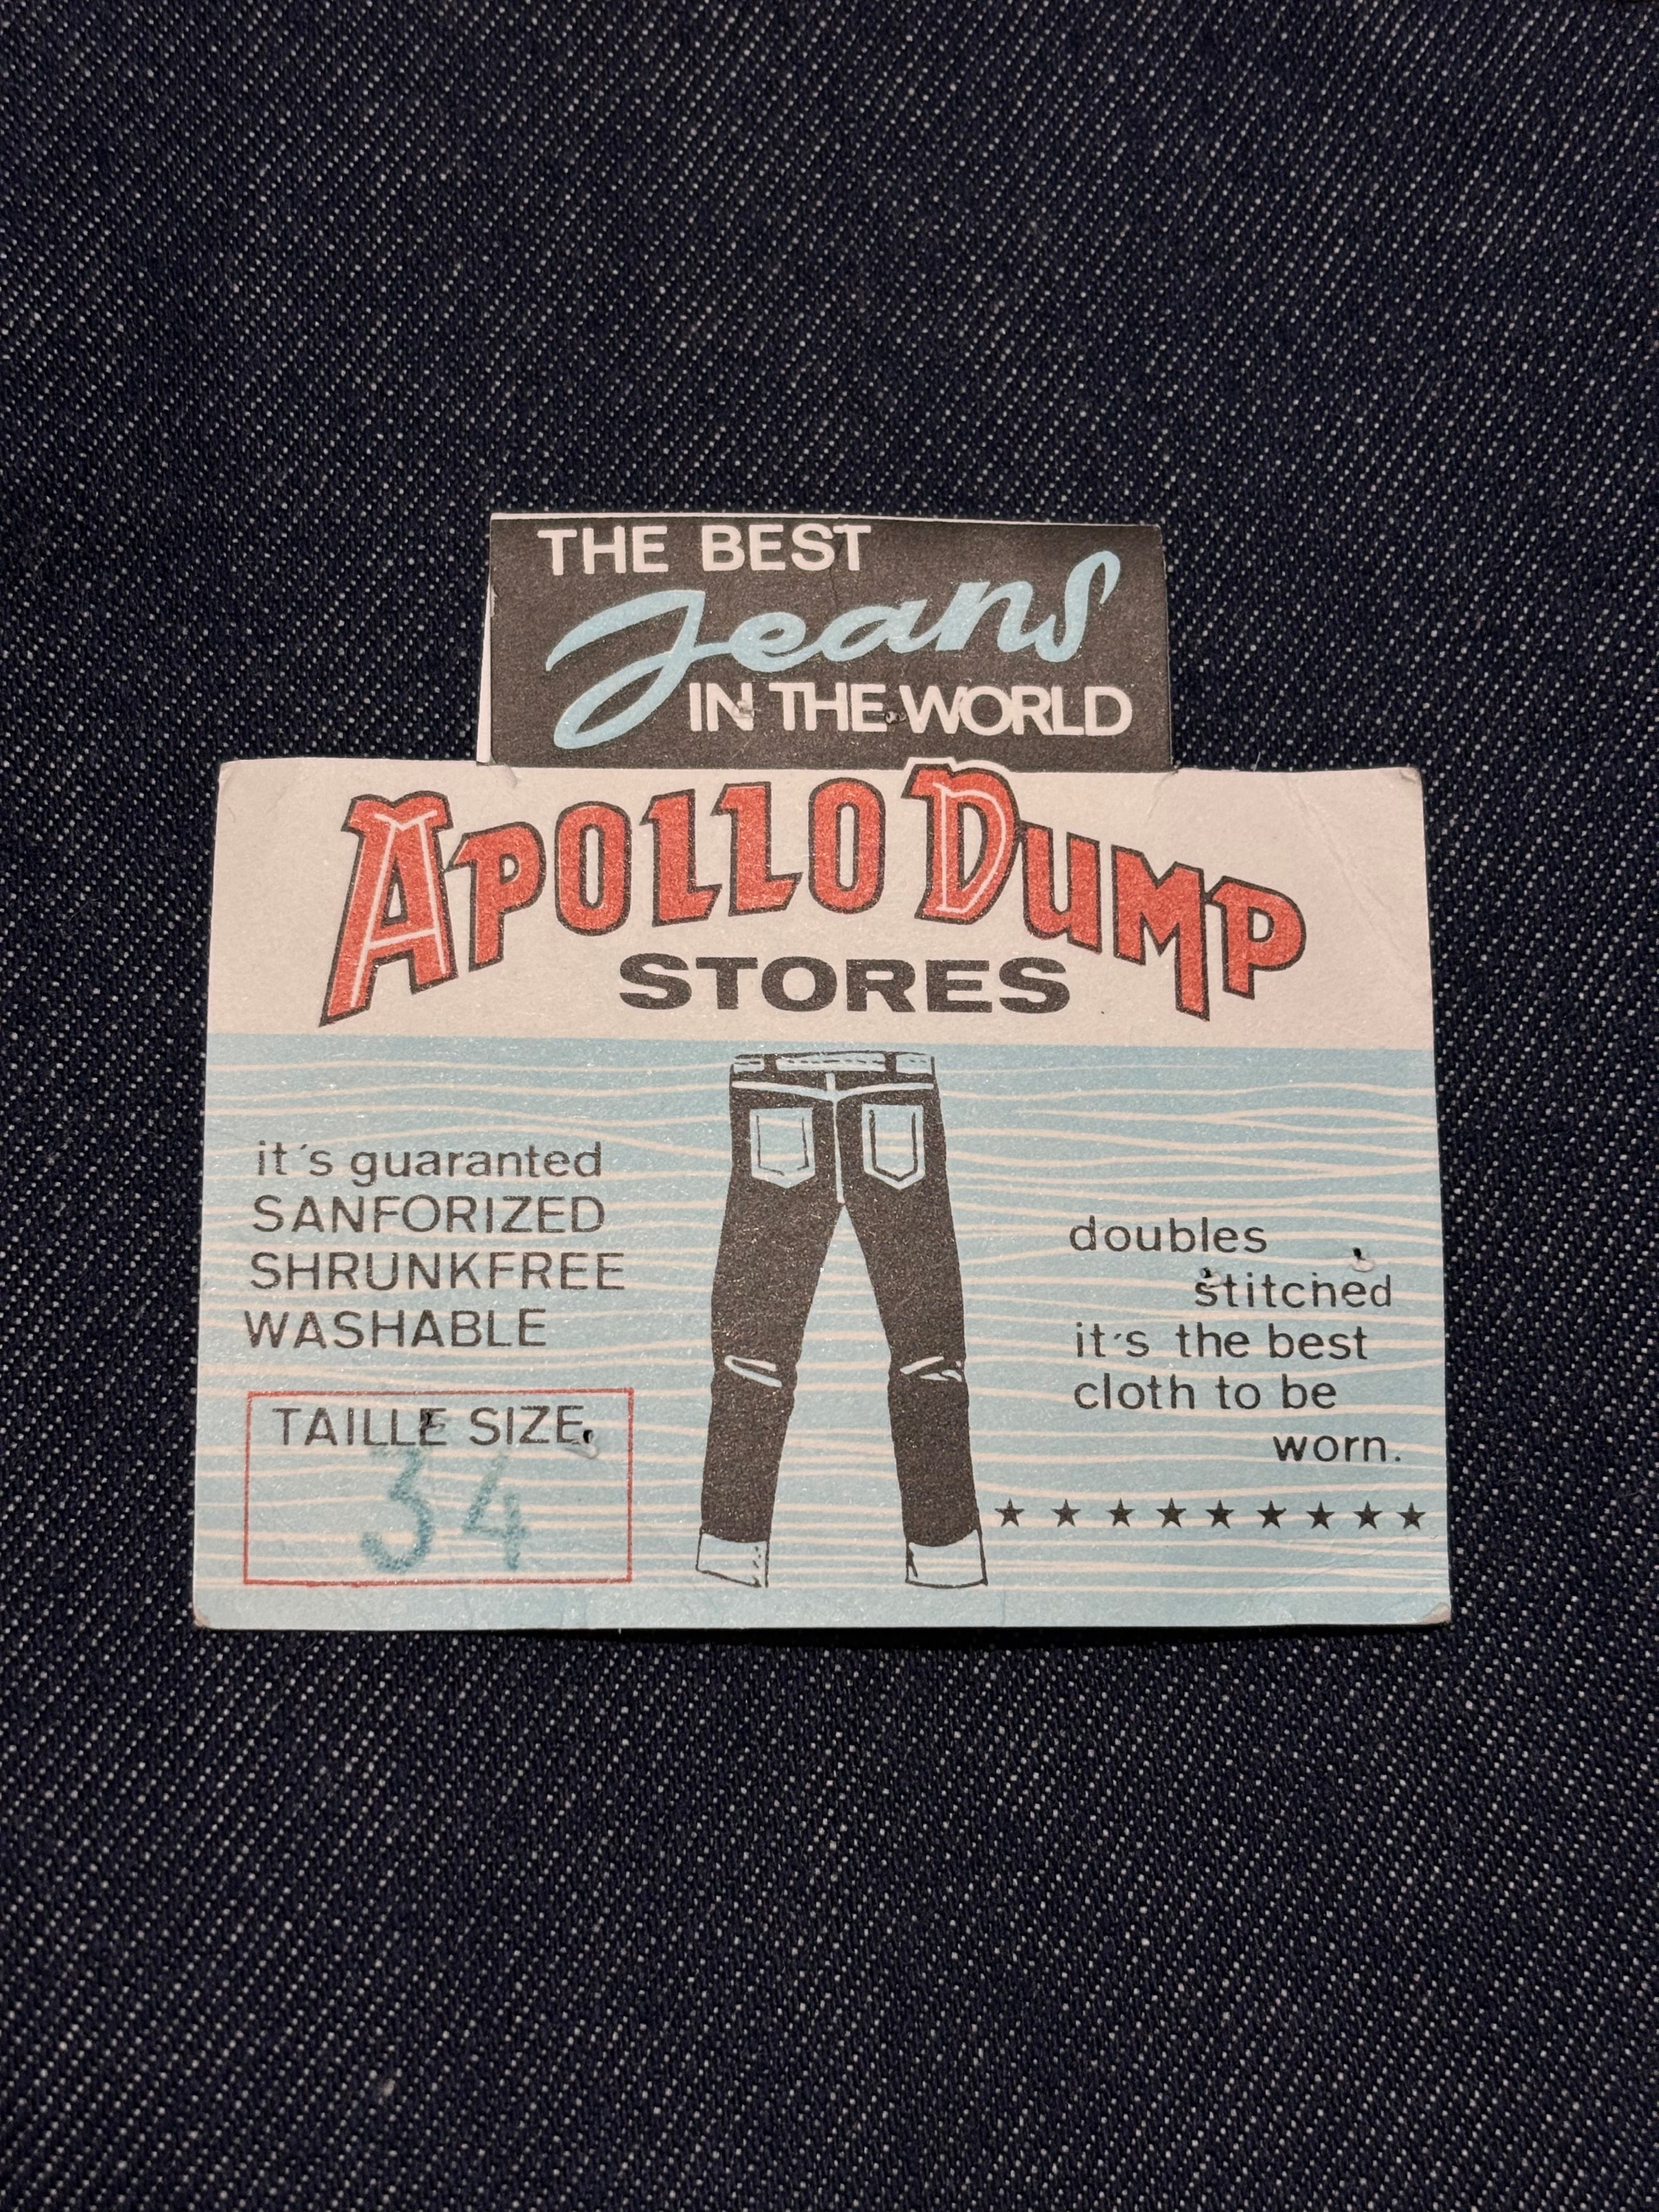 THE BEST
Jeans
IN THE WORLD
APOLLO DUMP
STORES
it's guaranted
SANFORIZED
SHRUNKFREE
WASHABLE
TAILLE SIZE.
34
doubles
stitched
it's the best
cloth to be
worn.